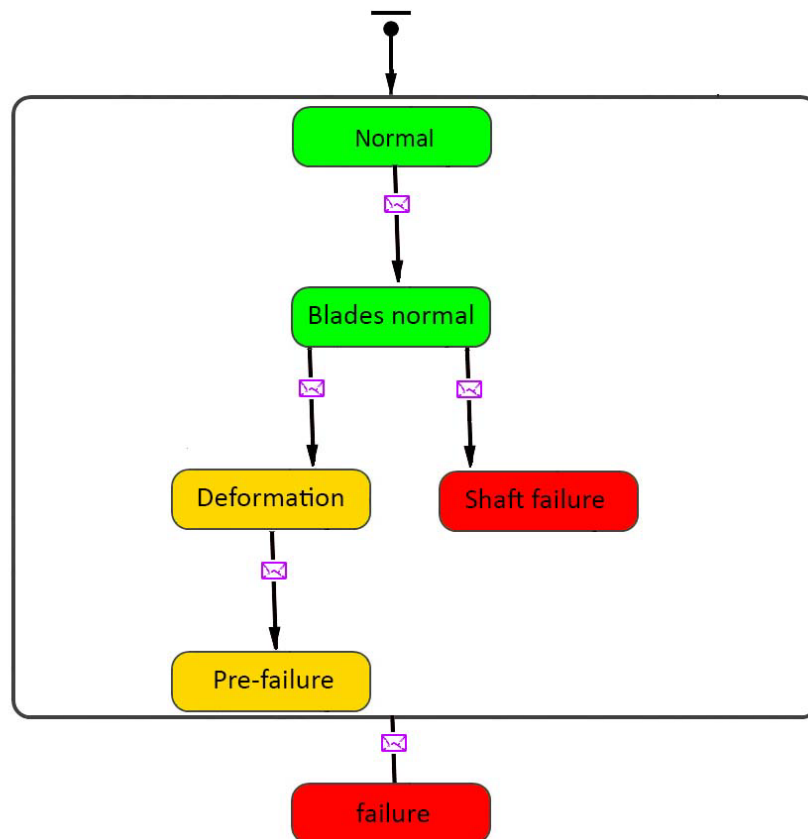 Normal
Blades normal
Deformation
Shaft failure
Pre-failure
failure